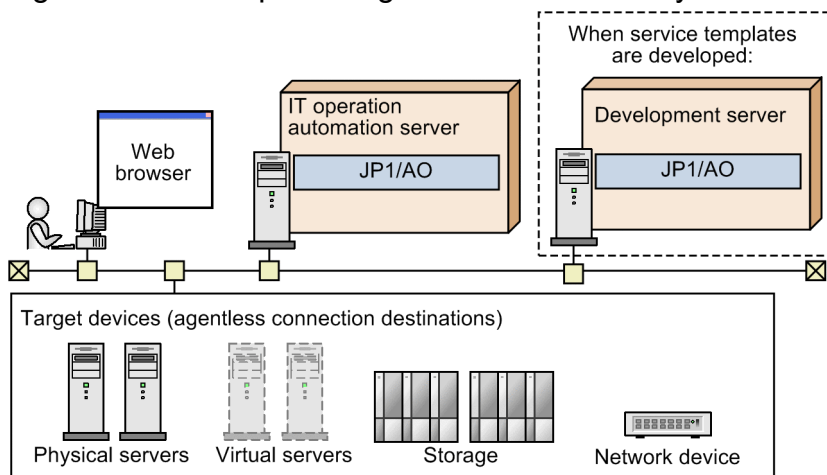 When service templates
are developed:
IT operation
automation server
JP1/AO
Development server
JP1/AO
Web
browser
Target devices (agentless connection destinations)
Physical servers
Virtual servers
Storage
Network device